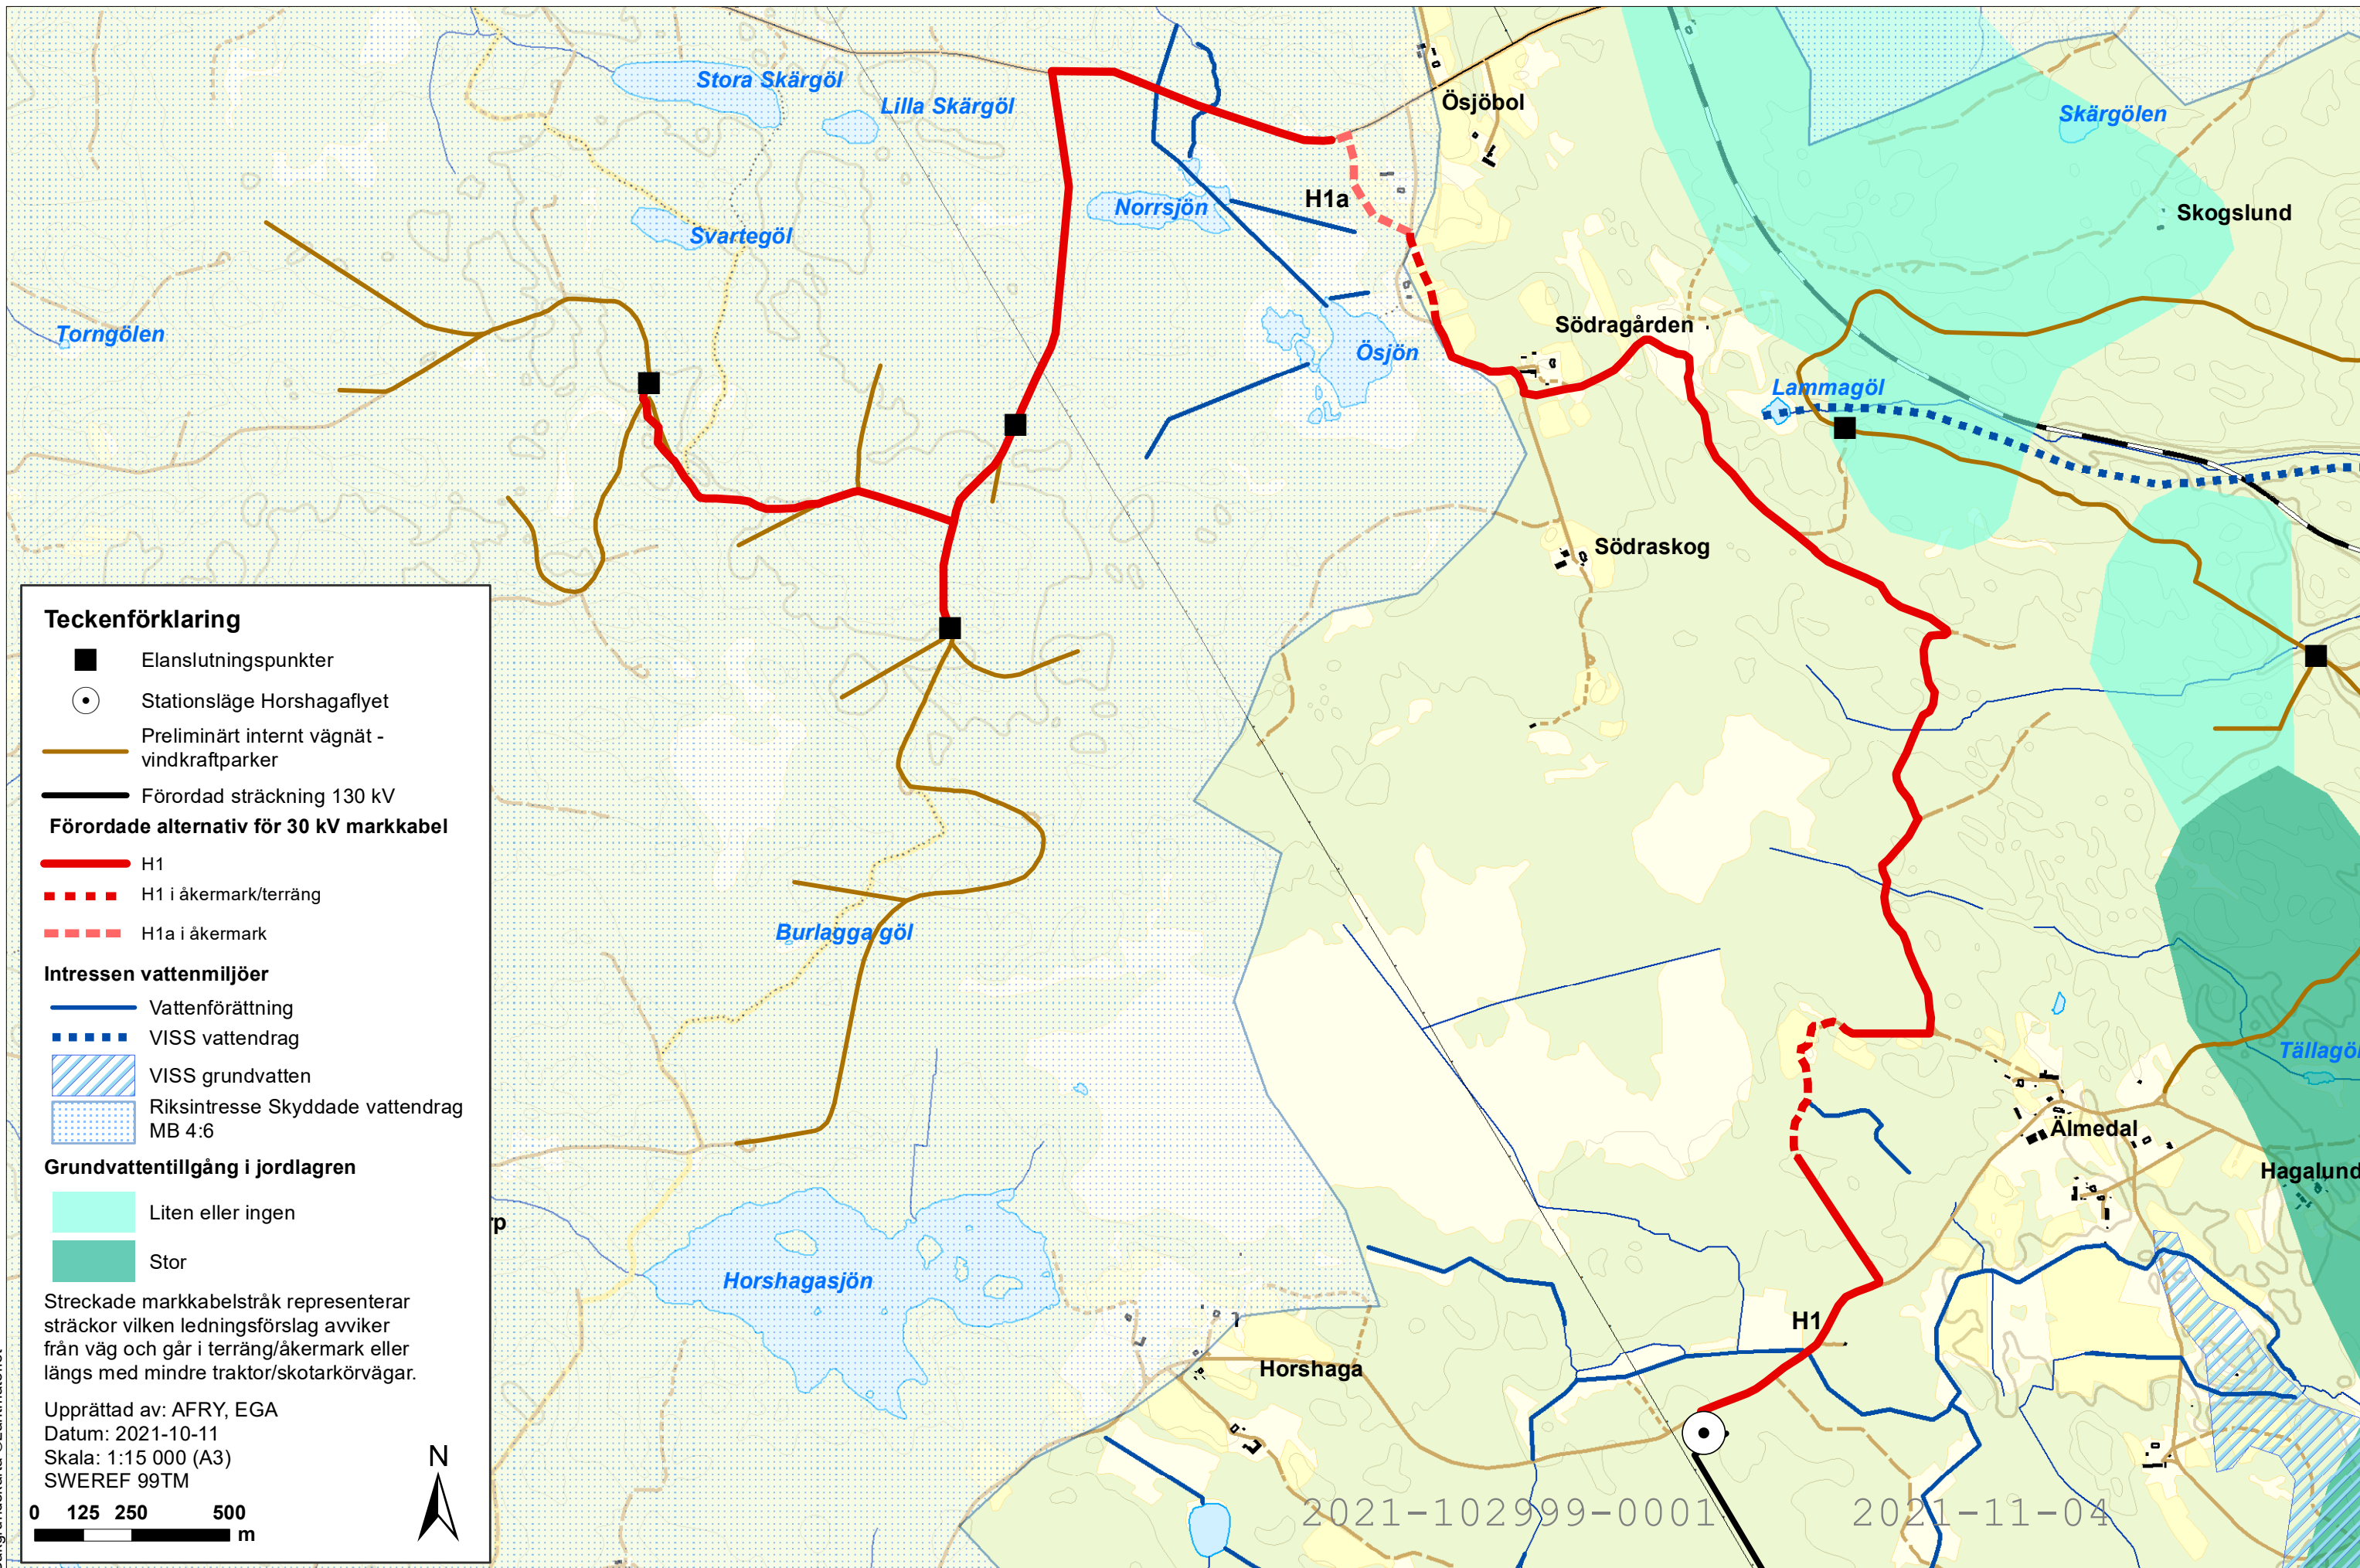 Stora Skärgöl
Lilla Skärgöl
Ösjöbol
Skärgölen
H1a
Norrsjön
Skogslund
Svartegöl
Torngölen
Södragården
Ösjön
Lammagöl
Södraskog
Burlagga göl
Tällagöl
Älmedal
Hagalund
rp
Horshagasjön
H1
Horshaga
2021-102999-0001
2021-11-04
Teckenförklaring
Elanslutningspunkter
Stationsläge Horshagaflyet
Preliminärt internt vägnät -
vindkraftparker
Förordad sträckning 130 kV
Förordade alternativ för 30 kV markkabel
H1
H1 i åkermark/terräng
H1a i åkermark
Intressen vattenmiljöer
Vattenförättning
VISS vattendrag
VISS grundvatten
Riksintresse Skyddade vattendrag
MB 4:6
Grundvattentillgång i jordlagren
Liten eller ingen
Stor
Streckade markkabelstråk representerar
sträckor vilken ledningsförslag avviker
från väg och går i terräng/åkermark eller
längs med mindre traktor/skotarkörvägar.
Upprättad av: AFRY, EGA
Datum: 2021-10-11
Skala: 1:15 000 (A3)
SWEREF 99TM
N
0 125 250 500
m